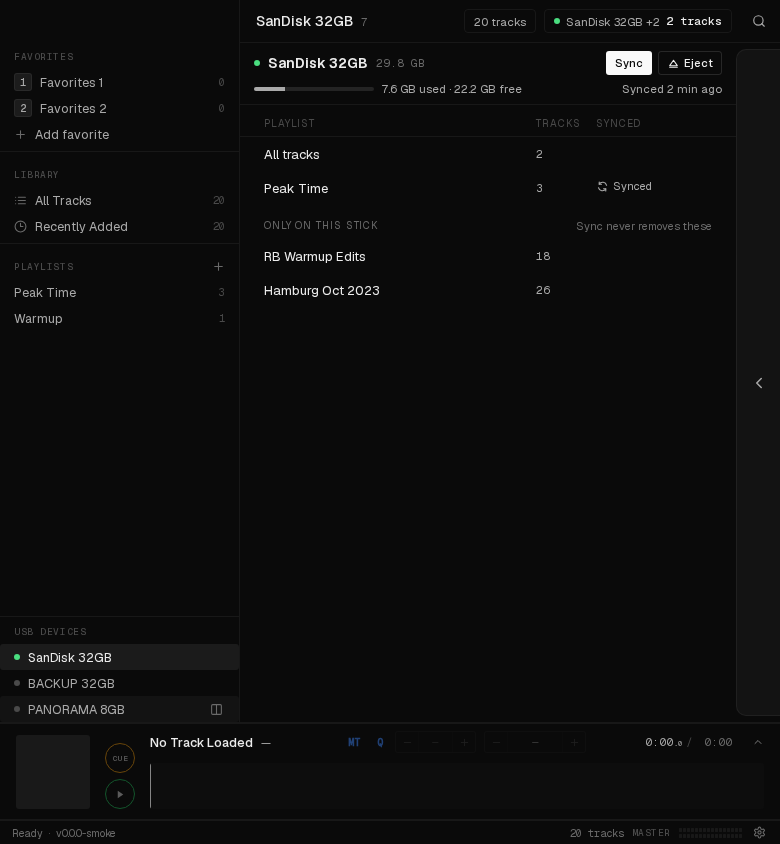 SanDisk 32GB 7
20 tracks
SanDisk 32GB +2 2 tracks
FAVORITES
1 Favorites 1 0
2 Favorites 2 0
Add favorite
LIBRARY
All Tracks 20
Recently Added 20
PLAYLISTS
Peak Time 3
Warmup 1
USB DEVICES
SanDisk 32GB
BACKUP 32GB
PANORAMA 8GB
SanDisk 32GB 29.8 GB
Sync
Eject
7.6 GB used · 22.2 GB free
Synced 2 min ago
PLAYLIST TRACKS SYNCED
All tracks 2
Peak Time 3 Synced
ONLY ON THIS STICK Sync never removes these
RB Warmup Edits 18
Hamburg Oct 2023 26
CUE
No Track Loaded —
MT Q
0:00.0 / 0:00
Ready · v0.0.0-smoke
20 tracks MASTER